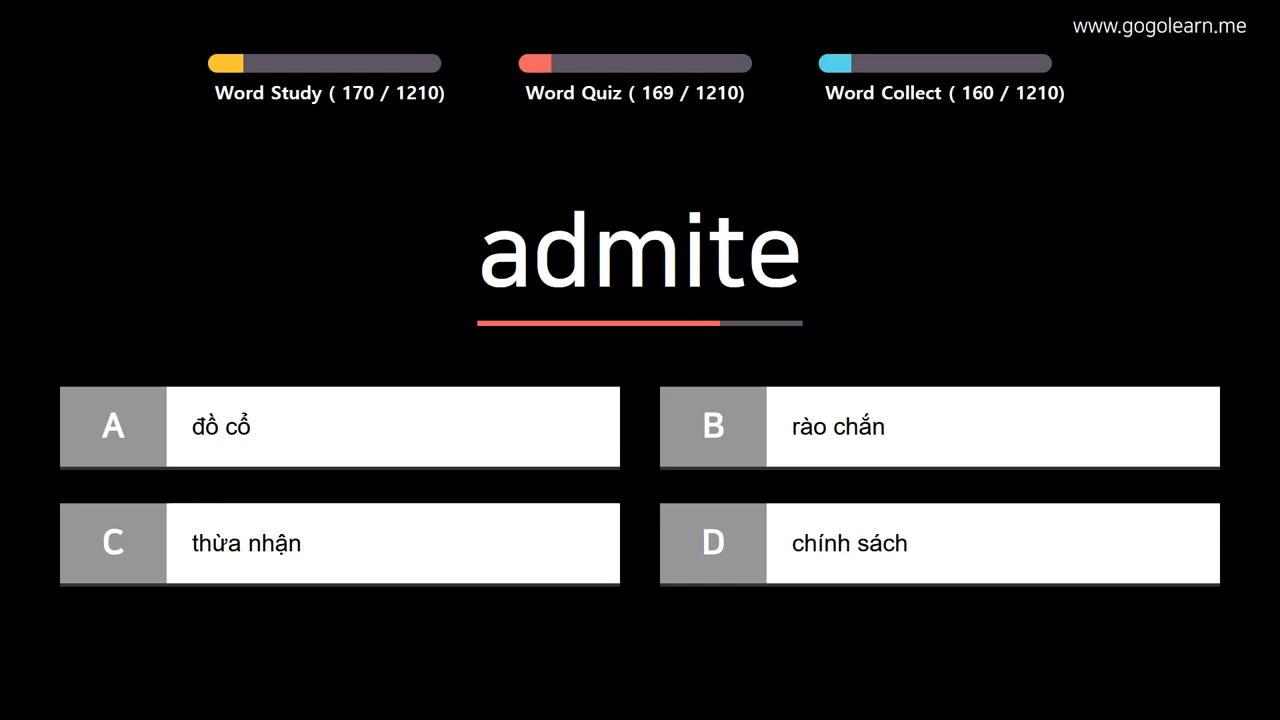 www.gogolearn.me
Word Study ( 170 / 1210)
Word Quiz ( 169 / 1210)
Word Collect ( 160 / 1210)
admite
A đồ cổ
B rào chắn
C thừa nhận
D chính sách